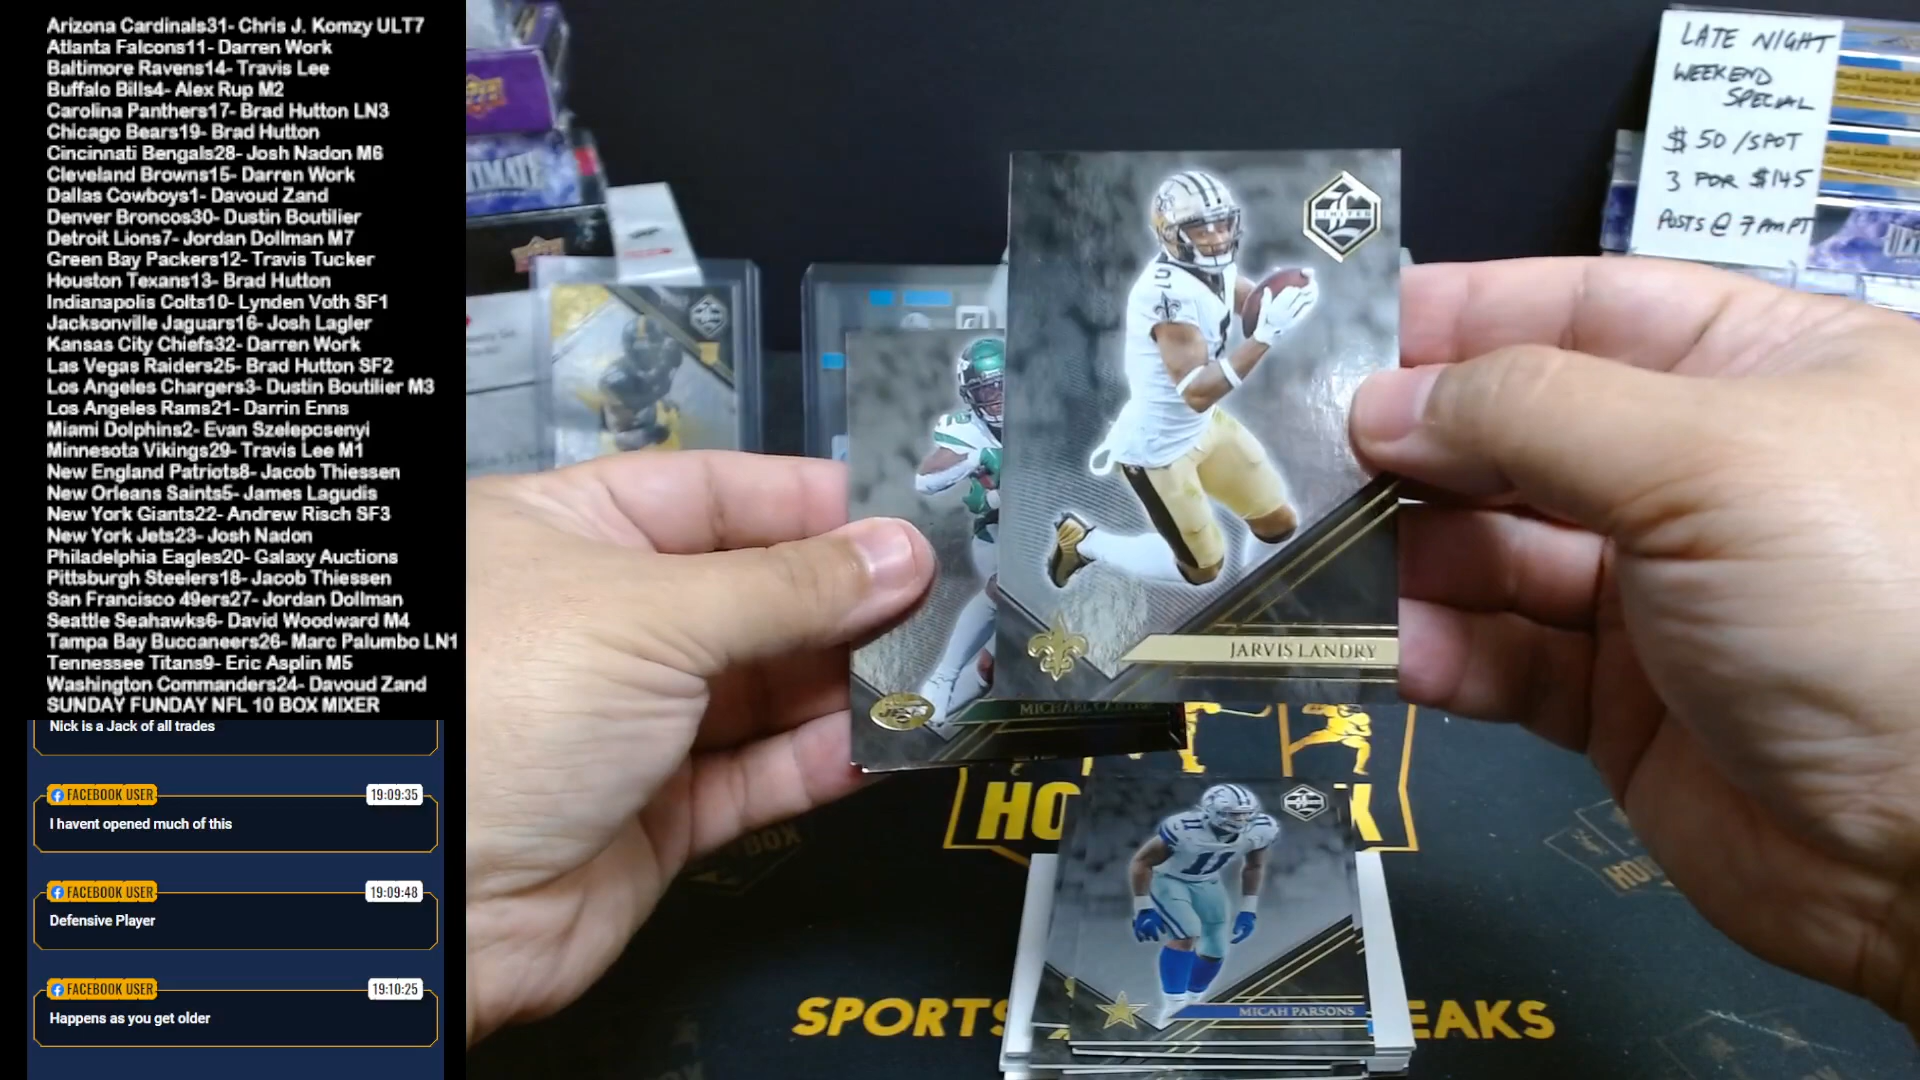 Arizona Cardinals31- Chris J. Komzy ULT7
Atlanta Falcons11- Darren Work
Baltimore Ravens14- Travis Lee
Buffalo Bills4- Alex Rup M2
Carolina Panthers17- Brad Hutton LN3
Chicago Bears19- Brad Hutton
Cincinnati Bengals28- Josh Nadon M6
Cleveland Browns15- Darren Work
Dallas Cowboys1- Davoud Zand
Denver Broncos30- Dustin Boutilier
Detroit Lions7- Jordan Dollman M7
Green Bay Packers12- Travis Tucker
Houston Texans13- Brad Hutton
Indianapolis Colts10- Lynden Voth SF1
Jacksonville Jaguars16- Josh Lagler
Kansas City Chiefs32- Darren Work
Las Vegas Raiders25- Brad Hutton SF2
Los Angeles Chargers3- Dustin Boutilier M3
Los Angeles Rams21- Darrin Enns
Miami Dolphins2- Evan Szelepcsenyi
Minnesota Vikings29- Travis Lee M1
New England Patriots8- Jacob Thiessen
New Orleans Saints5- James Lagudis
New York Giants22- Andrew Risch SF3
New York Jets23- Josh Nadon
Philadelphia Eagles20- Galaxy Auctions
Pittsburgh Steelers18- Jacob Thiessen
San Francisco 49ers27- Jordan Dollman
Seattle Seahawks6- David Woodward M4
Tampa Bay Buccaneers26- Marc Palumbo LN1
Tennessee Titans9- Eric Asplin M5
Washington Commanders24- Davoud Zand
SUNDAY FUNDAY NFL 10 BOX MIXER
Nick is a Jack of all trades
FACEBOOK USER
19:09:35
I havent opened much of this
FACEBOOK USER
19:09:48
Defensive Player
FACEBOOK USER
19:10:25
Happens as you get older
LATE NIGHT
WEEKEND
SPECIAL
$50/SPOT
3 FOR $145
POSTS @ 7PM PT
LIMITED
5
JARVIS LANDRY
JETS
MICHAEL
11
MICAH PARSONS
HO
SPORTS
EAKS